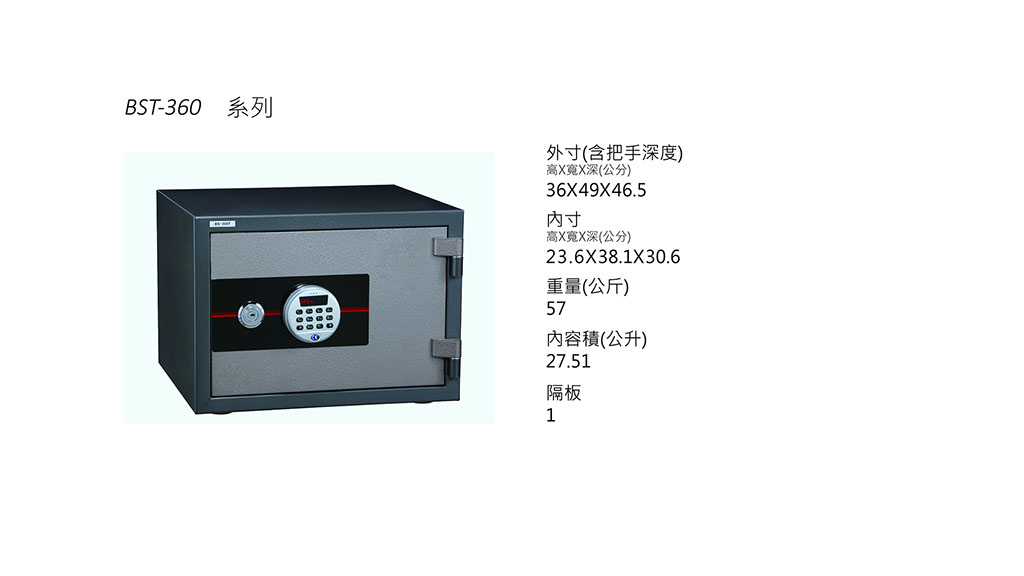 BST-360 系列
外寸(含把手深度)
高X寬X深(公分)
36X49X46.5
內寸
高X寬X深(公分)
23.6X38.1X30.6
重量(公斤)
57
內容積(公升)
27.51
隔板
1